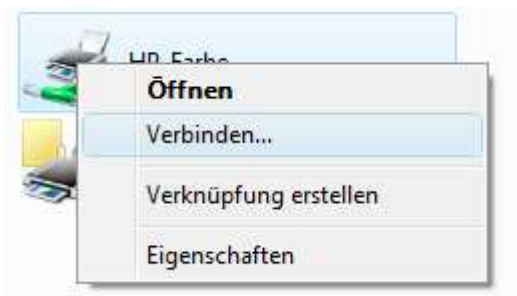 HP Farbe
Öffnen
Verbinden...
Verknüpfung erstellen
Eigenschaften